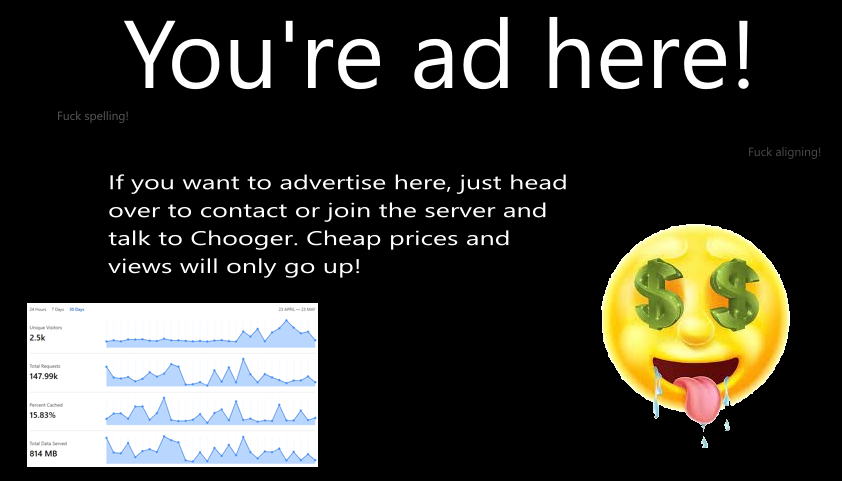 You're ad here!
Fuck spelling!
Fuck aligning!
If you want to advertise here, just head
over to contact or join the server and
talk to Chooger. Cheap prices and
views will only go up!
24 Hours 7 Days 30 Days 23 APRIL — 23 MAY
Unique Visitors
2.5k
Total Requests
147.99k
Percent Cached
15.83%
Total Data Served
814 MB